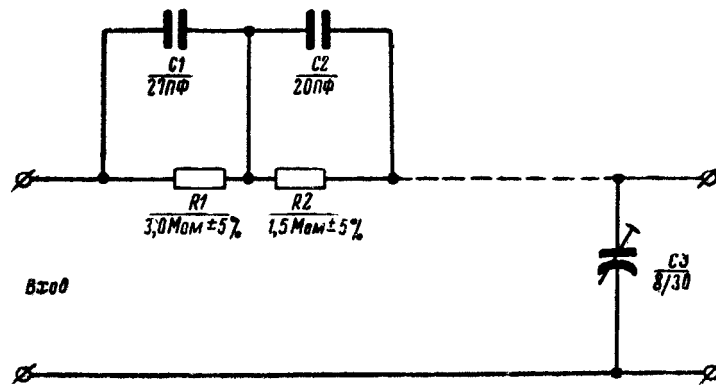 C1
27пФ
C2
20пФ
R1
3,0Мом±5%
R2
1,5Мом±5%
C3
8/30
вход